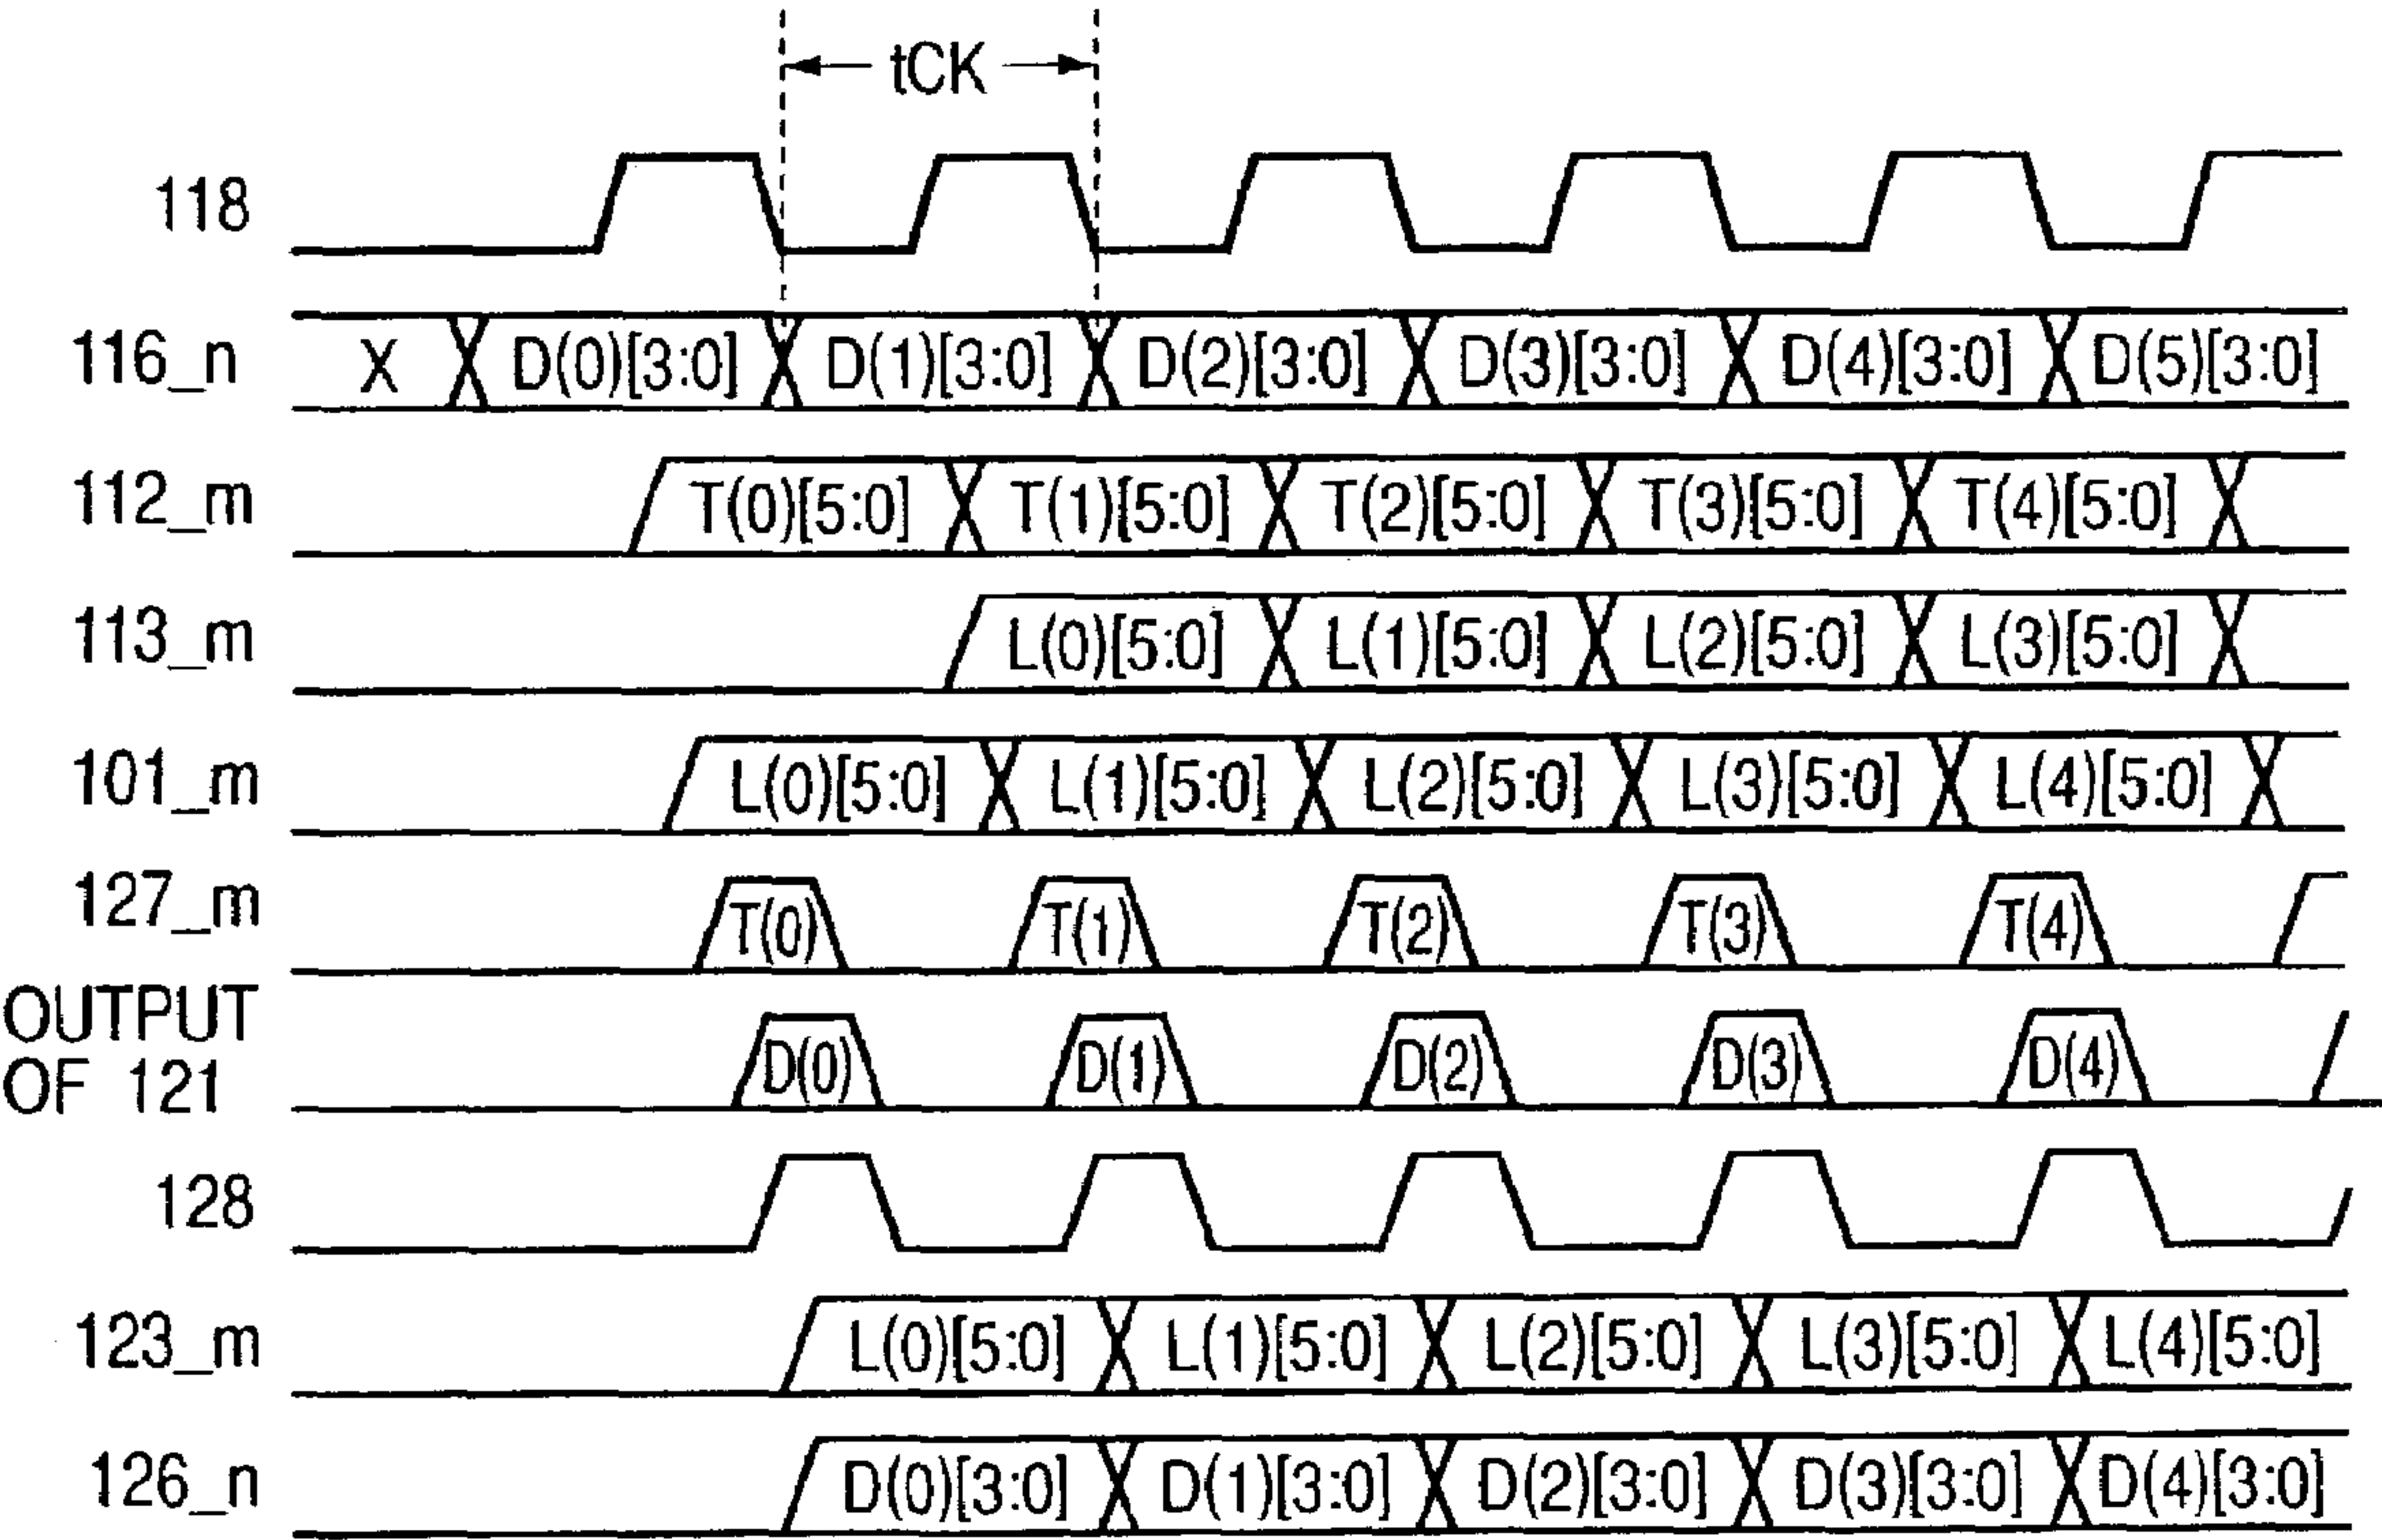 tCK
118
116_n X D(0)[3:0] D(1)[3:0] D(2)[3:0] D(3)[3:0] D(4)[3:0] D(5)[3:0]
112_m T(0)[5:0] T(1)[5:0] T(2)[5:0] T(3)[5:0] T(4)[5:0]
113_m L(0)[5:0] L(1)[5:0] L(2)[5:0] L(3)[5:0]
101_m L(0)[5:0] L(1)[5:0] L(2)[5:0] L(3)[5:0] L(4)[5:0]
127_m T(0) T(1) T(2) T(3) T(4)
OUTPUT
OF 121 D(0) D(1) D(2) D(3) D(4)
128
123_m L(0)[5:0] L(1)[5:0] L(2)[5:0] L(3)[5:0] L(4)[5:0]
126_n D(0)[3:0] D(1)[3:0] D(2)[3:0] D(3)[3:0] D(4)[3:0]